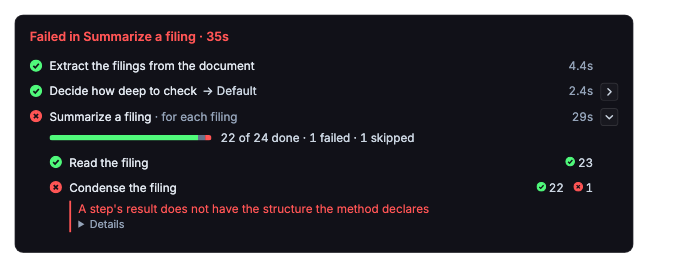 Failed in Summarize a filing · 35s
Extract the filings from the document 4.4s
Decide how deep to check → Default 2.4s
Summarize a filing · for each filing 29s
22 of 24 done · 1 failed · 1 skipped
Read the filing 23
Condense the filing 22 1
A step's result does not have the structure the method declares
Details